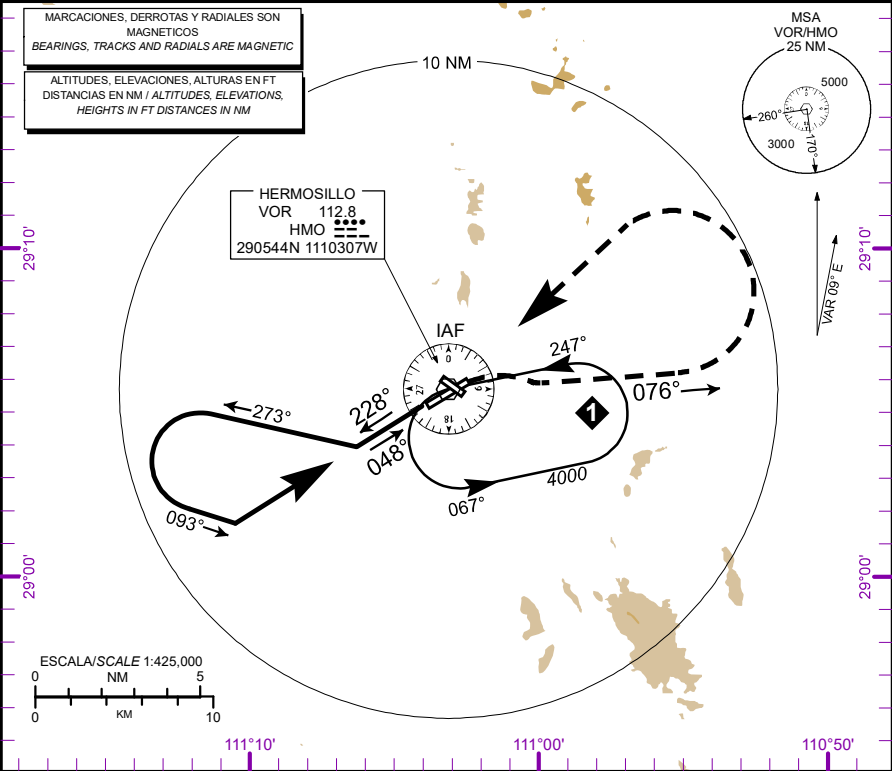 MARCACIONES, DERROTAS Y RADIALES SON
MAGNETICOS
BEARINGS, TRACKS AND RADIALS ARE MAGNETIC
ALTITUDES, ELEVACIONES, ALTURAS EN FT
DISTANCIAS EN NM / ALTITUDES, ELEVATIONS,
HEIGHTS IN FT DISTANCES IN NM
10 NM
MSA
VOR/HMO
25 NM
5000
260°
3000
170°
VAR 09° E
HERMOSILLO
VOR 112.8
HMO
290544N 1110307W
29°10'
29°10'
IAF
0
9
18
27
247°
076°
1
228°
048°
273°
093°
067°
4000
29°00'
29°00'
ESCALA/SCALE 1:425,000
0 NM 5
0 KM 10
111°10'
111°00'
110°50'